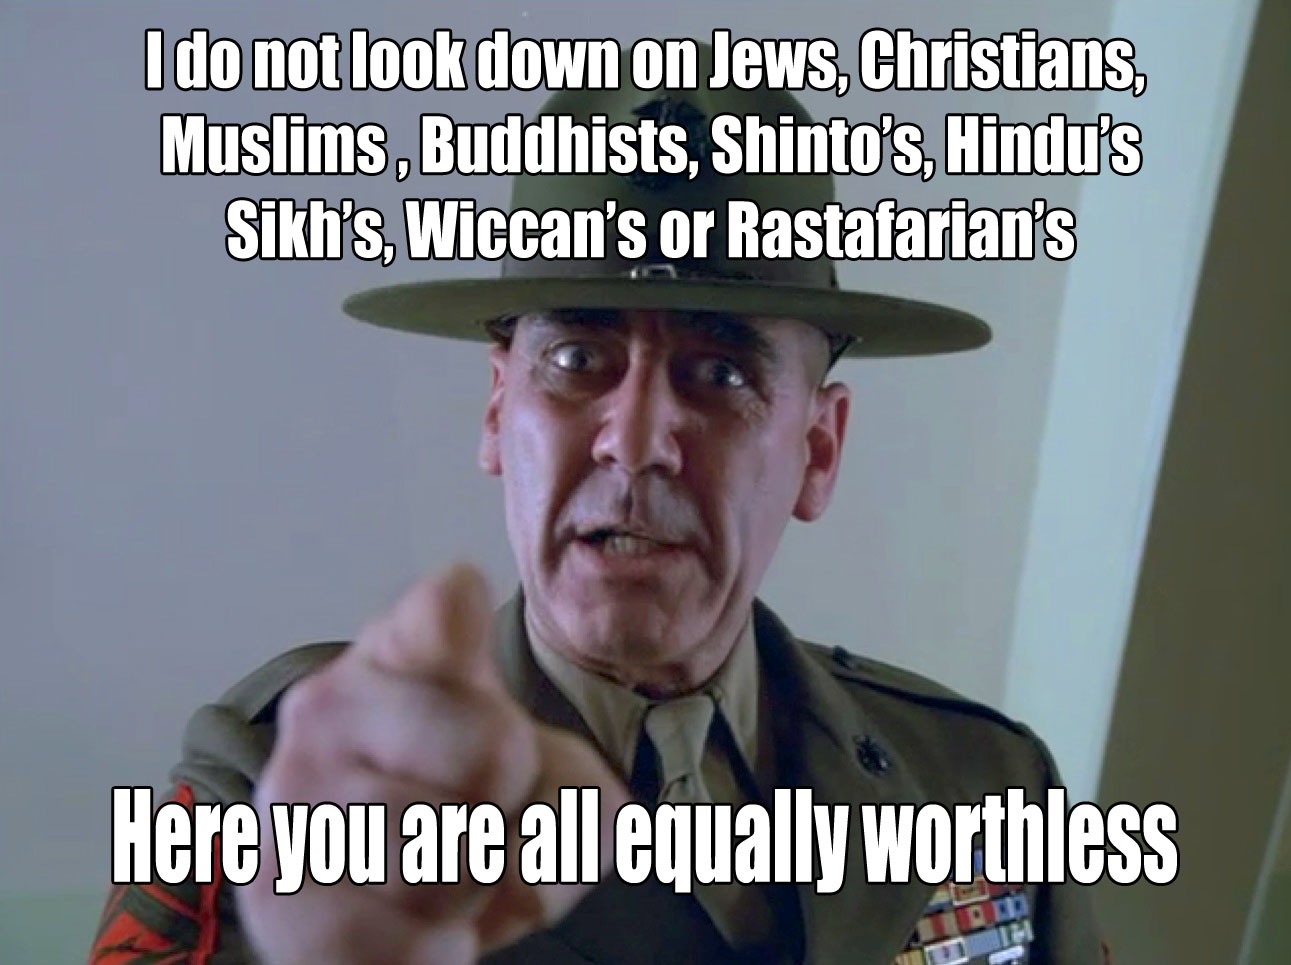 I do not look down on Jews, Christians,
Muslims , Buddhists, Shinto’s, Hindu’s
Sikh’s, Wiccan’s or Rastafarian’s
Here you are all equally worthless